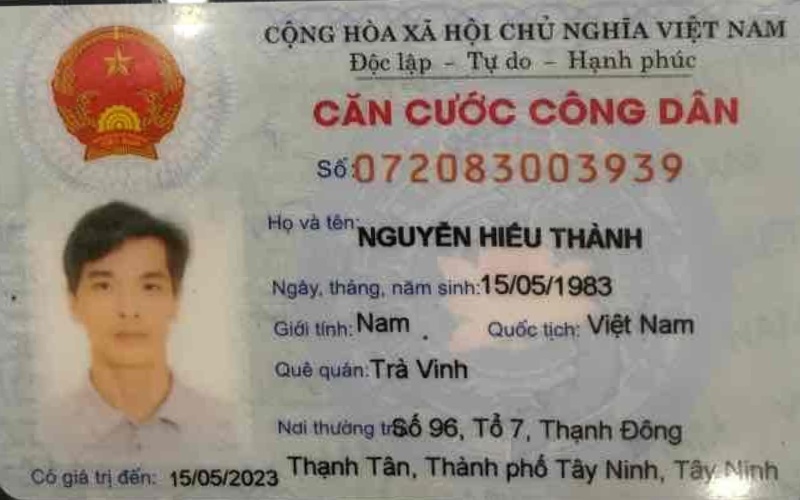 CỘNG HÒA XÃ HỘI CHỦ NGHĨA VIỆT NAM
Độc lập - Tự do - Hạnh phúc
CĂN CƯỚC CÔNG DÂN
Số: 072083003939
Họ và tên: NGUYỄN HIẾU THÀNH
Ngày, tháng, năm sinh: 15/05/1983
Giới tính: Nam Quốc tịch: Việt Nam
Quê quán: Trà Vinh
Nơi thường trú: Số 96, Tổ 7, Thạnh Đông
Có giá trị đến: 15/05/2023 Thạnh Tân, Thành phố Tây Ninh, Tây Ninh